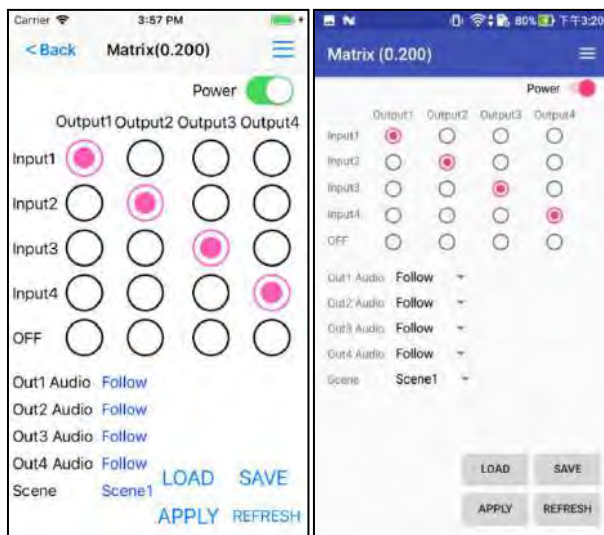 Carrier 3:57 PM
< Back Matrix(0.200)
Power
Output1 Output2 Output3 Output4
Input1
Input2
Input3
Input4
OFF
Out1 Audio Follow
Out2 Audio Follow
Out3 Audio Follow
Out4 Audio Follow
Scene Scene1
LOAD SAVE
APPLY REFRESH
80% 下午3:20
Matrix (0.200)
Power
Output1 Output2 Output3 Output4
Input1
Input2
Input3
Input4
OFF
Out1 Audio Follow
Out2 Audio Follow
Out3 Audio Follow
Out4 Audio Follow
Scene Scene1
LOAD SAVE
APPLY REFRESH